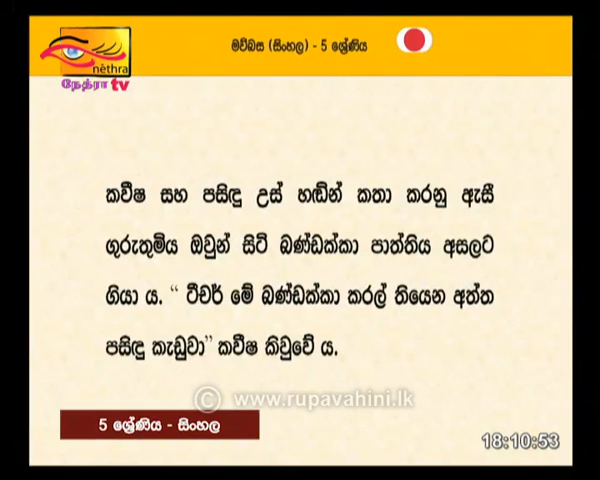 මව්බස (සිංහල) - 5 ශ්‍රේණිය
nēthra
நேத்ரா tv
කවීෂ සහ පසිඳු උස් හඬින් කතා කරනු ඇසී
ගුරුතුමිය ඔවුන් සිටි බණ්ඩක්කා පාත්තිය අසලට
ගියා ය. “ ටීචර් මේ බණ්ඩක්කා කරල් තියෙන අත්ත
පසිඳු කැඩුවා” කවීෂ කිව්වේ ය.
© www.rupavahini.lk
5 ශ්‍රේණිය - සිංහල
18:10:53